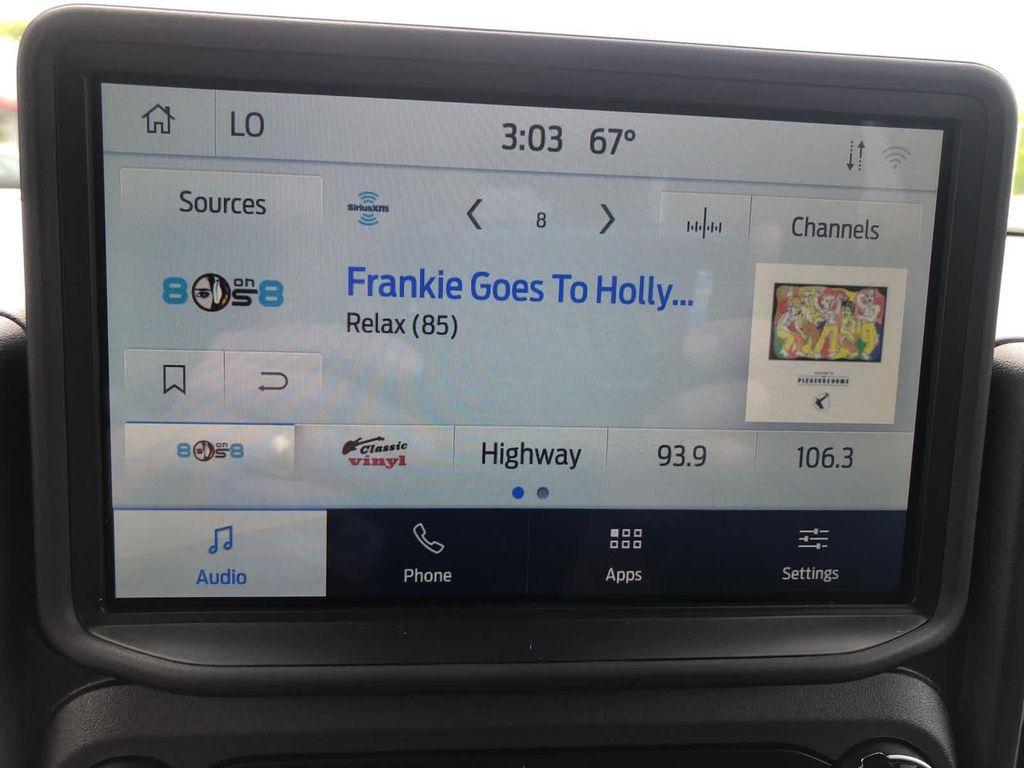 LO
3:03 67°
Sources
SiriusXM
8
Channels
80s on 8
Frankie Goes To Holly...
Relax (85)
PLEASUREDOME
80s on 8
Classic Vinyl
Highway
93.9
106.3
Audio
Phone
Apps
Settings